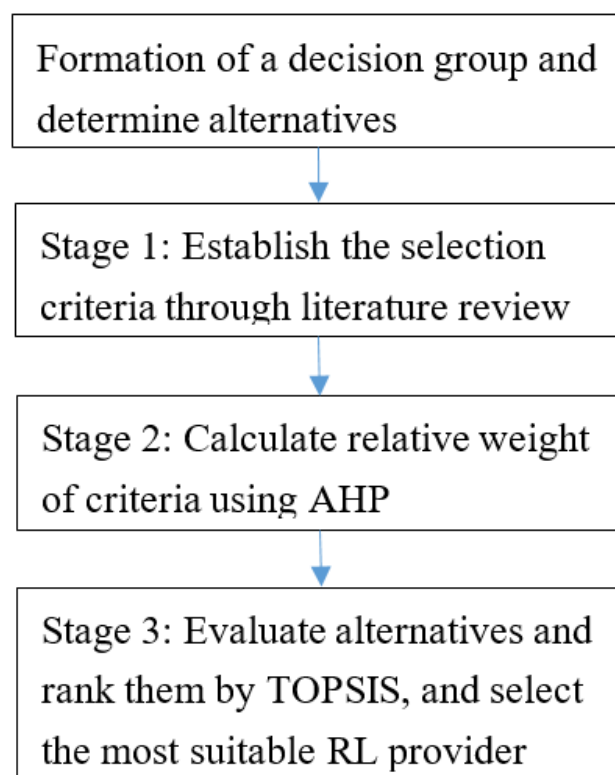 Formation of a decision group and
determine alternatives
Stage 1: Establish the selection
criteria through literature review
Stage 2: Calculate relative weight
of criteria using AHP
Stage 3: Evaluate alternatives and
rank them by TOPSIS, and select
the most suitable RL provider